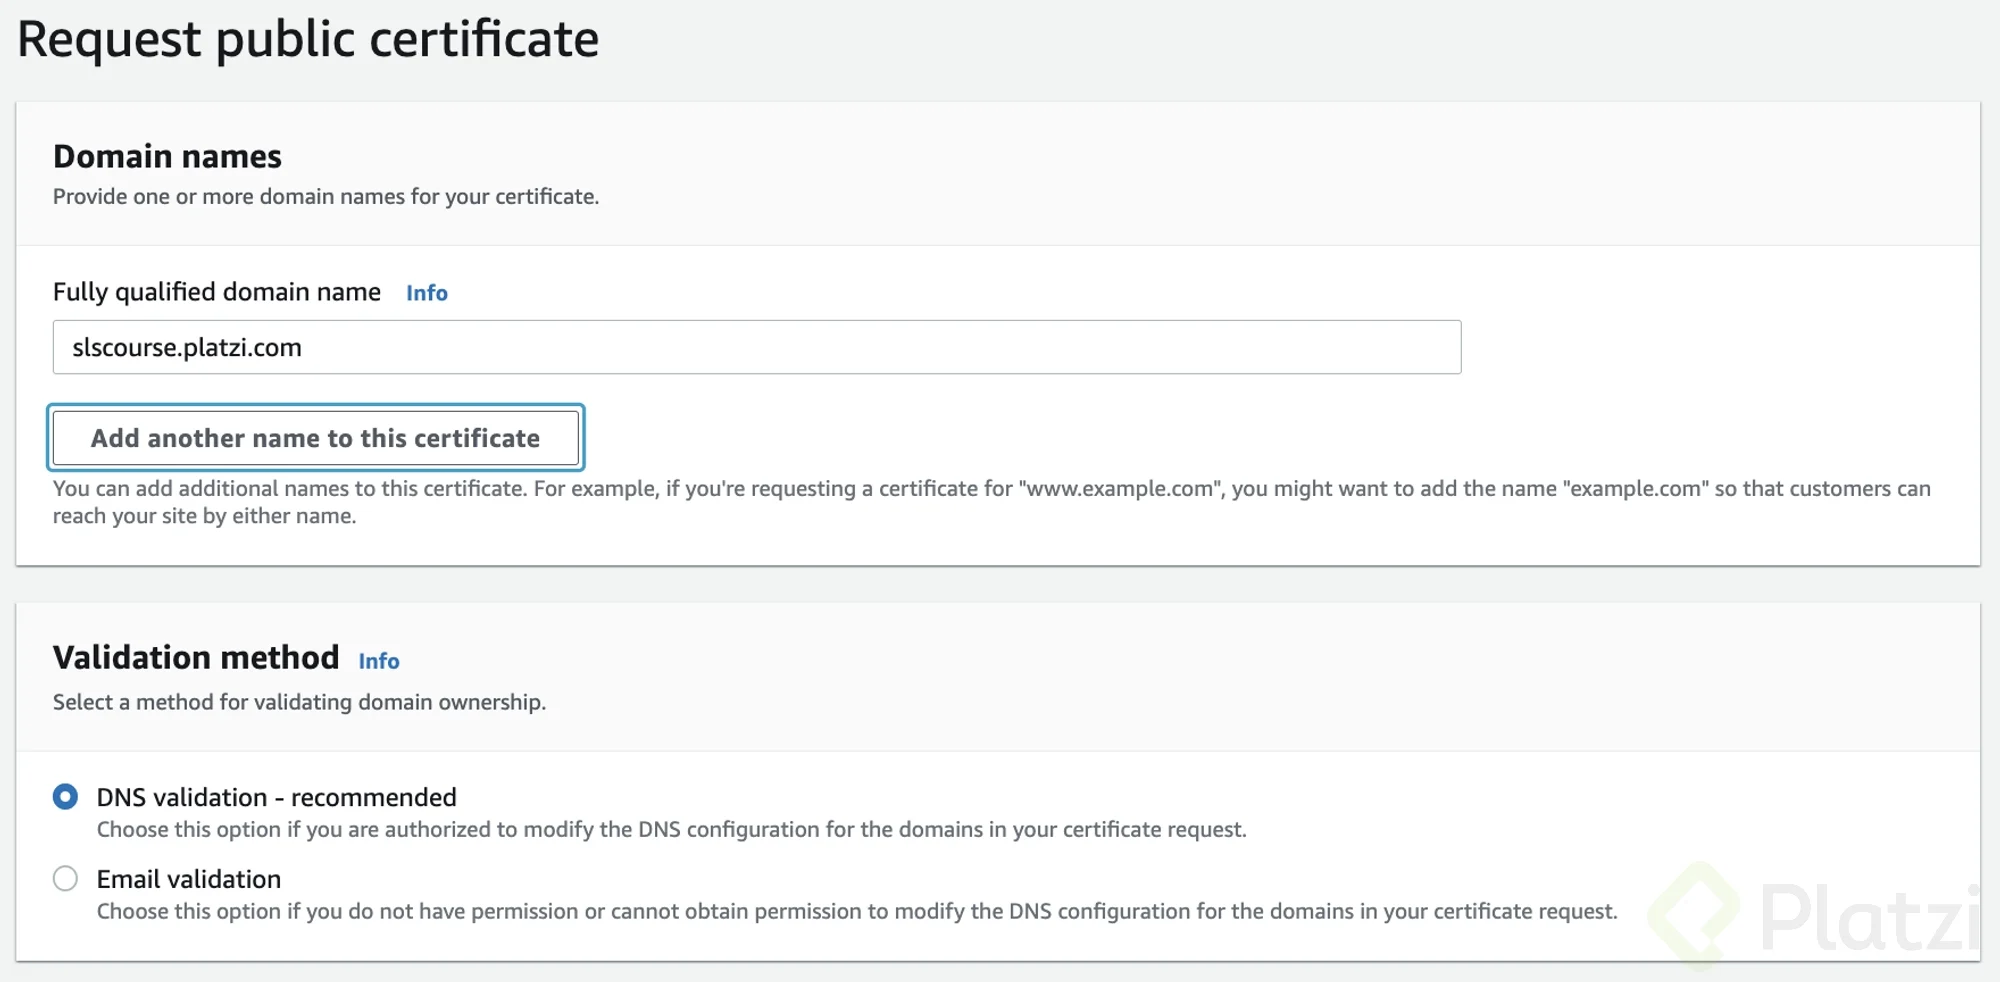 Request public certificate
Domain names
Provide one or more domain names for your certificate.
Fully qualified domain name Info
slscourse.platzi.com
Add another name to this certificate
You can add additional names to this certificate. For example, if you're requesting a certificate for "www.example.com", you might want to add the name "example.com" so that customers can
reach your site by either name.
Validation method Info
Select a method for validating domain ownership.
DNS validation - recommended
Choose this option if you are authorized to modify the DNS configuration for the domains in your certificate request.
Email validation
Choose this option if you do not have permission or cannot obtain permission to modify the DNS configuration for the domains in your certificate request.
Platzi